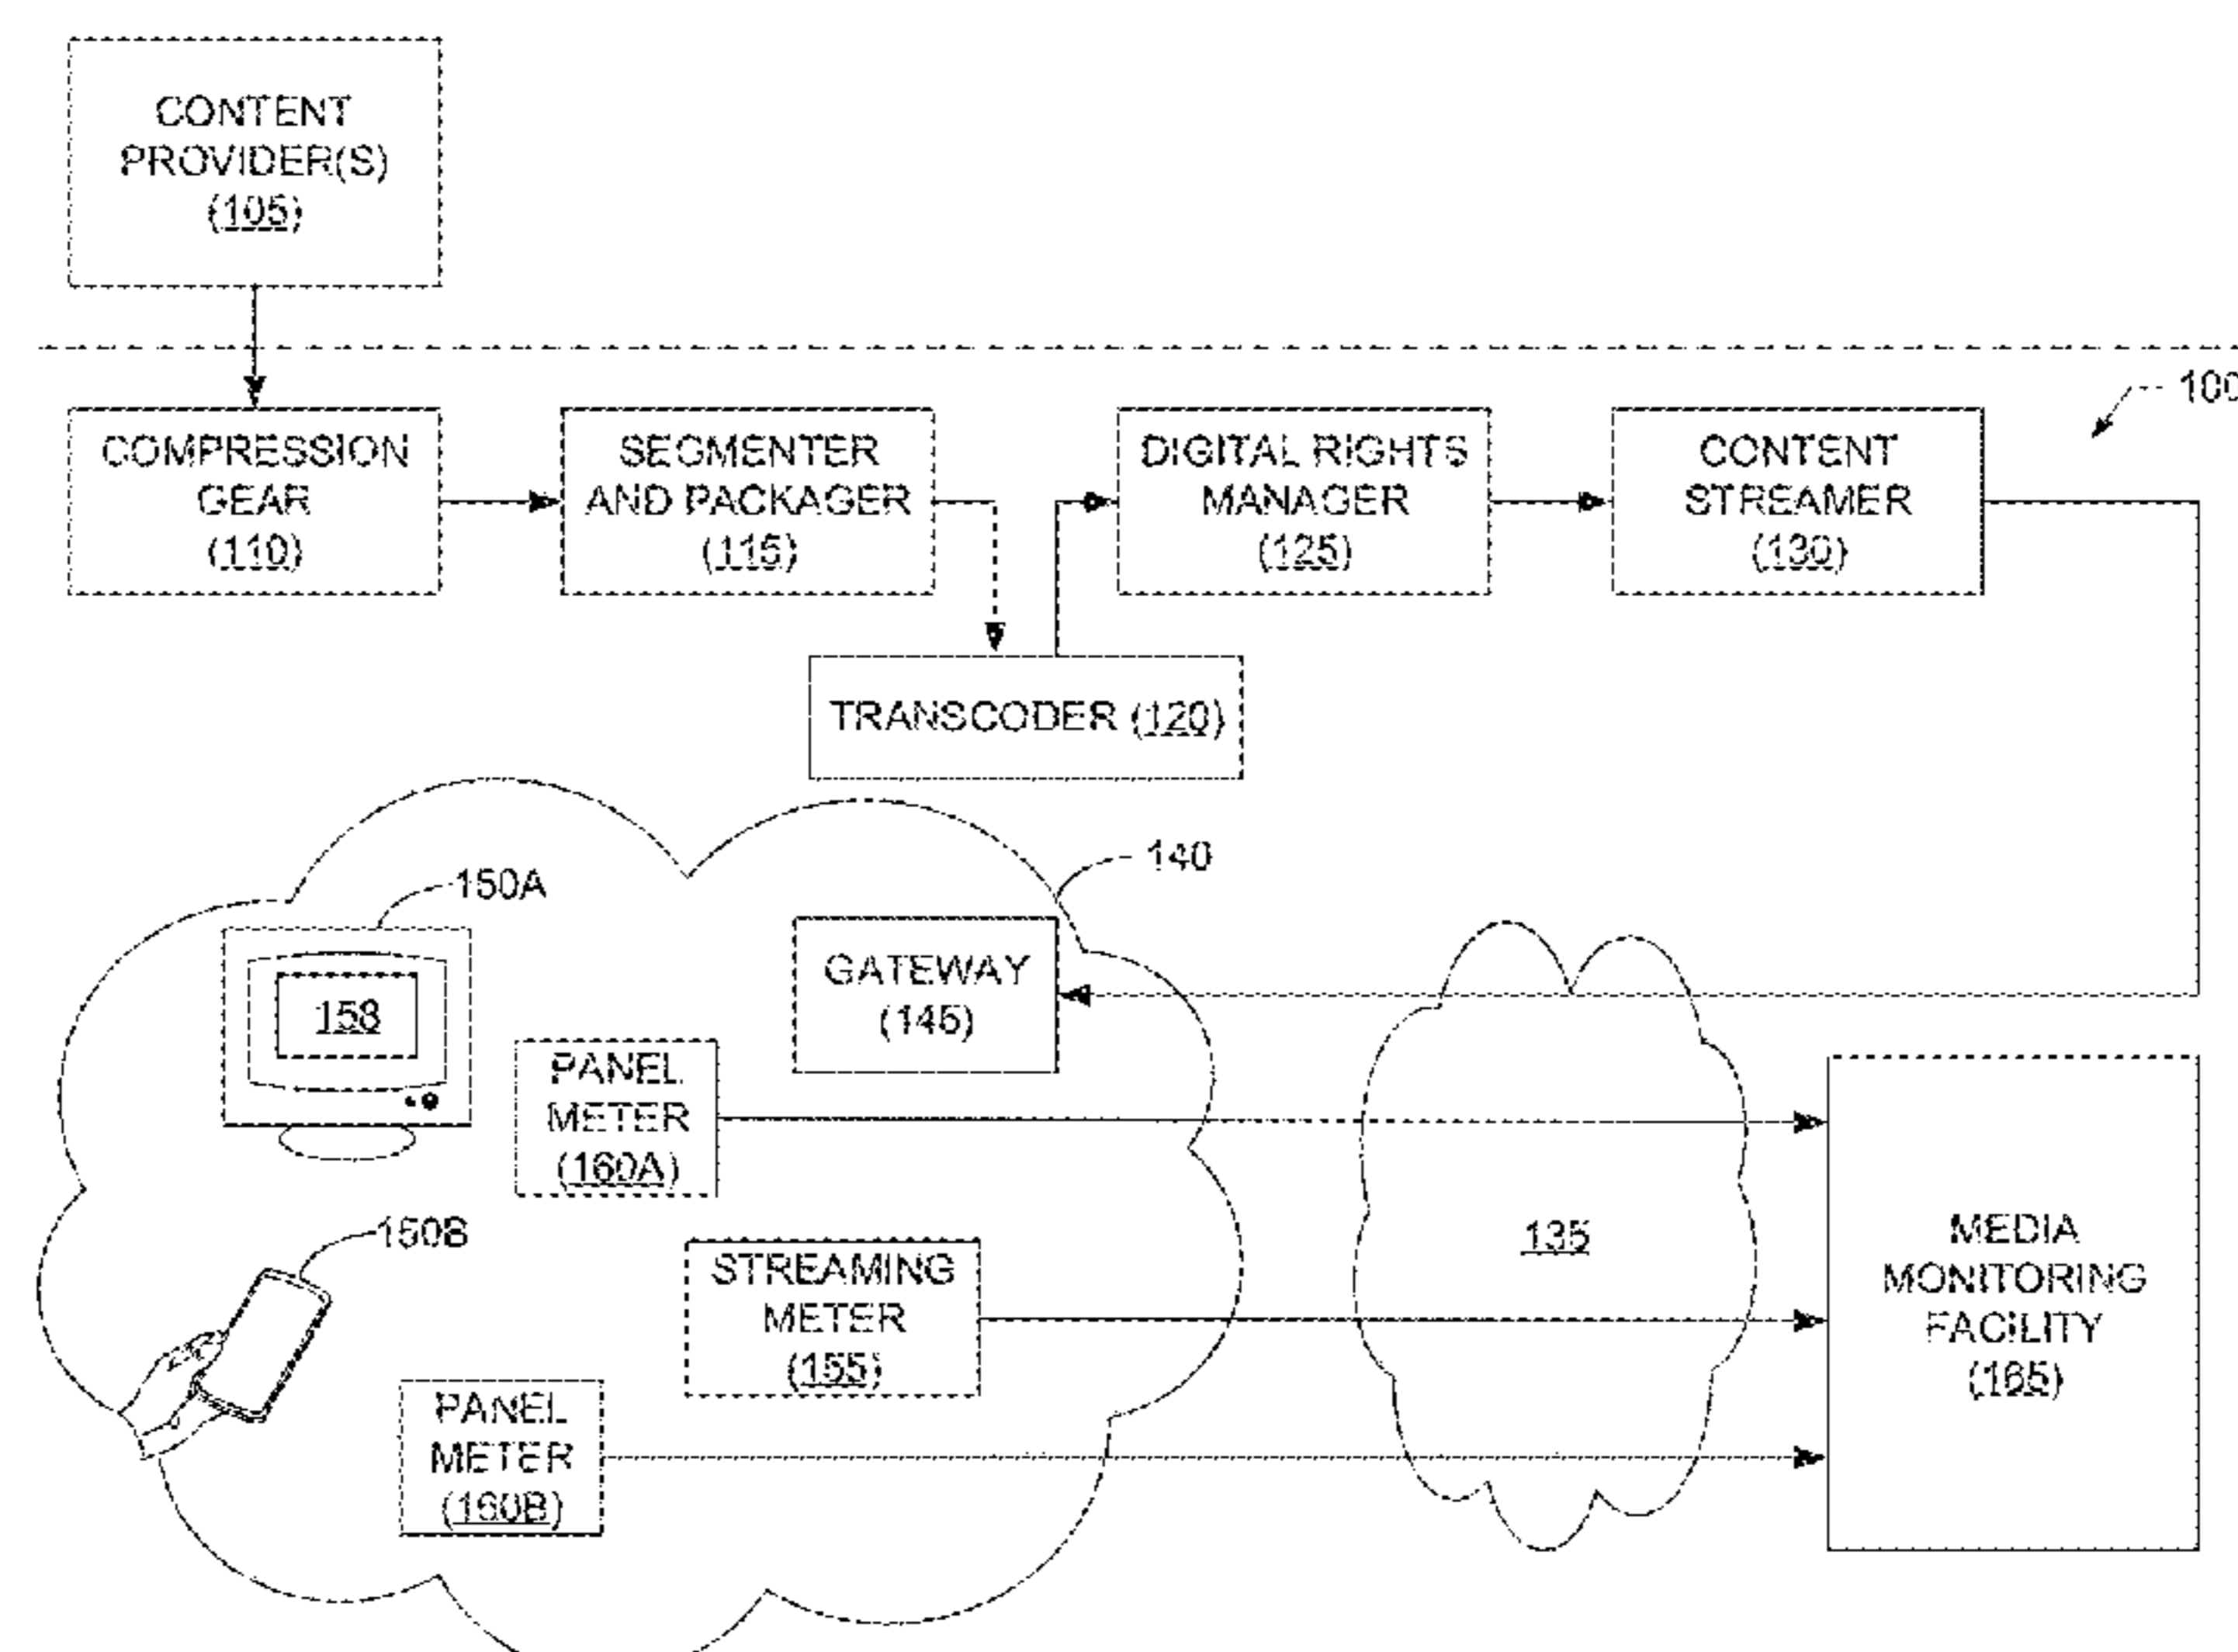 CONTENT
PROVIDER(S)
(105)
100
COMPRESSION
GEAR
(110)
SEGMENTER
AND PACKAGER
(115)
DIGITAL RIGHTS
MANAGER
(125)
CONTENT
STREAMER
(130)
TRANSCODER (120)
140
150A
158
GATEWAY
(145)
PANEL
METER
(160A)
150B
STREAMING
METER
(155)
135
MEDIA
MONITORING
FACILITY
(165)
PANEL
METER
(160B)